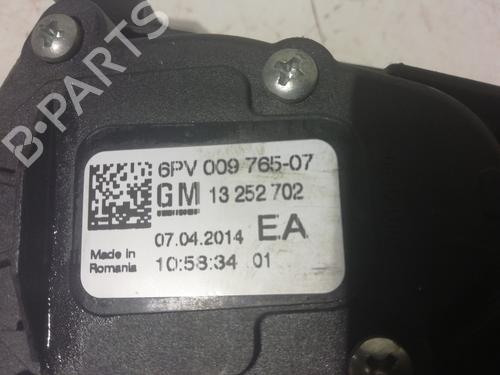 B-PARTS
6PV 009 765-07
GM 13 252 702
07.04.2014 EA
Made in
Romania
10:58:34 01